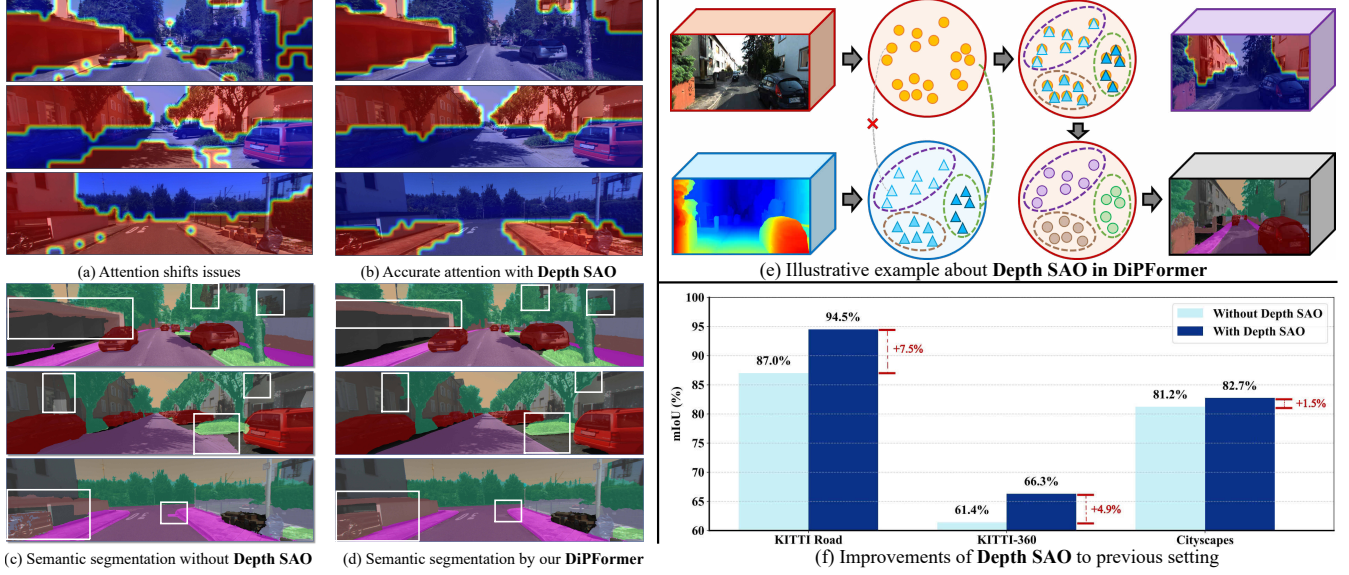 (a) Attention shifts issues
(b) Accurate attention with Depth SAO
(c) Semantic segmentation without Depth SAO
(d) Semantic segmentation by our DiPFormer
(e) Illustrative example about Depth SAO in DiPFormer
mIoU (%)
100
95
90
85
80
75
70
65
60
87.0%
94.5%
+7.5%
61.4%
66.3%
+4.9%
81.2%
82.7%
+1.5%
Without Depth SAO
With Depth SAO
KITTI Road
KITTI-360
Cityscapes
(f) Improvements of Depth SAO to previous setting